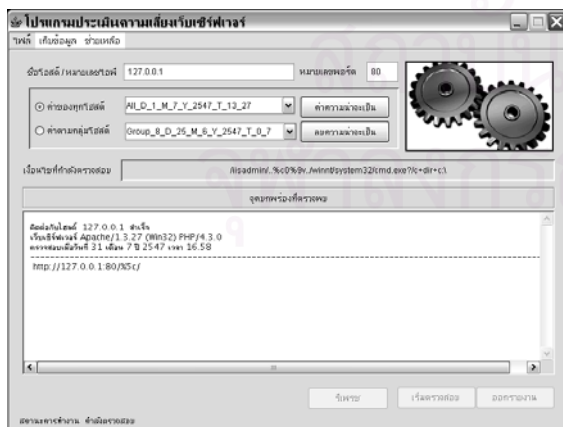 โปรแกรมประเมินความเสี่ยงเว็บเซิร์ฟเวอร์
ไฟล์ เก็บข้อมูล ช่วยเหลือ
ชื่อโฮสต์/หมายเลขไอพี 127.0.0.1 หมายเลขพอร์ต 80
ค่าของทุกโฮสต์ All_D_1_M_7_Y_2547_T_13_27 ค่าความน่าจะเป็น
ค่าตามกลุ่มโฮสต์ Group_8_D_25_M_6_Y_2547_T_0_7 ลบความน่าจะเป็น
เงื่อนไขที่กำลังตรวจสอบ /iisadmin/..%c0%9v../winnt/system32/cmd.exe?/c+dir+c:\
จุดบกพร่องที่ตรวจพบ
ติดต่อกับโฮสต์ 127.0.0.1 สำเร็จ
เว็บเซิร์ฟเวอร์ Apache/1.3.27 (Win32) PHP/4.3.0
ตรวจสอบเมื่อวันที่ 31 เดือน 7 ปี 2547 เวลา 16.58
http://127.0.0.1:80/%5c/
รีเฟรช เริ่มตรวจสอบ ออกรายงาน
สถานะการทำงาน กำลังตรวจสอบ